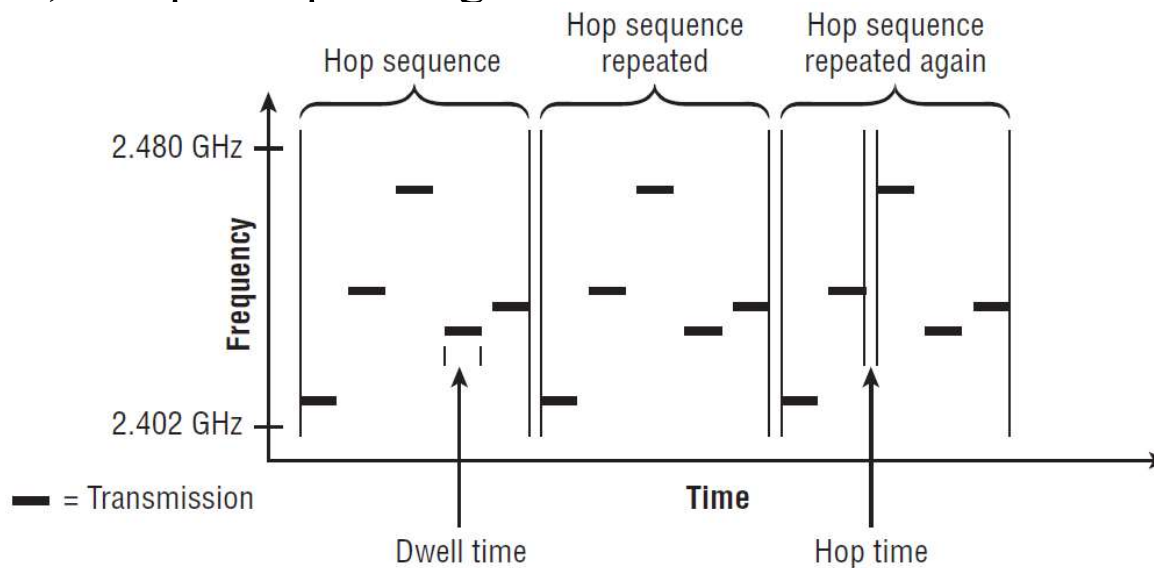 Hop sequence
Hop sequence
repeated
Hop sequence
repeated again
2.480 GHz
Frequency
2.402 GHz
= Transmission
Time
Dwell time
Hop time